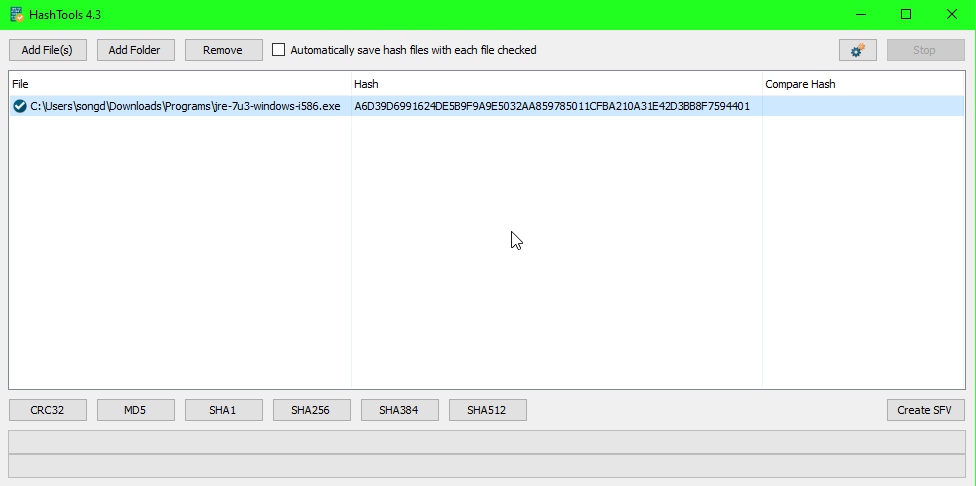 HashTools 4.3
Add File(s) Add Folder Remove Automatically save hash files with each file checked Stop
File Hash Compare Hash
C:\Users\songd\Downloads\Programs\jre-7u3-windows-i586.exe A6D39D6991624DE5B9F9A9E5032AA859785011CFBA210A31E42D3BB8F7594401
CRC32 MD5 SHA1 SHA256 SHA384 SHA512 Create SFV